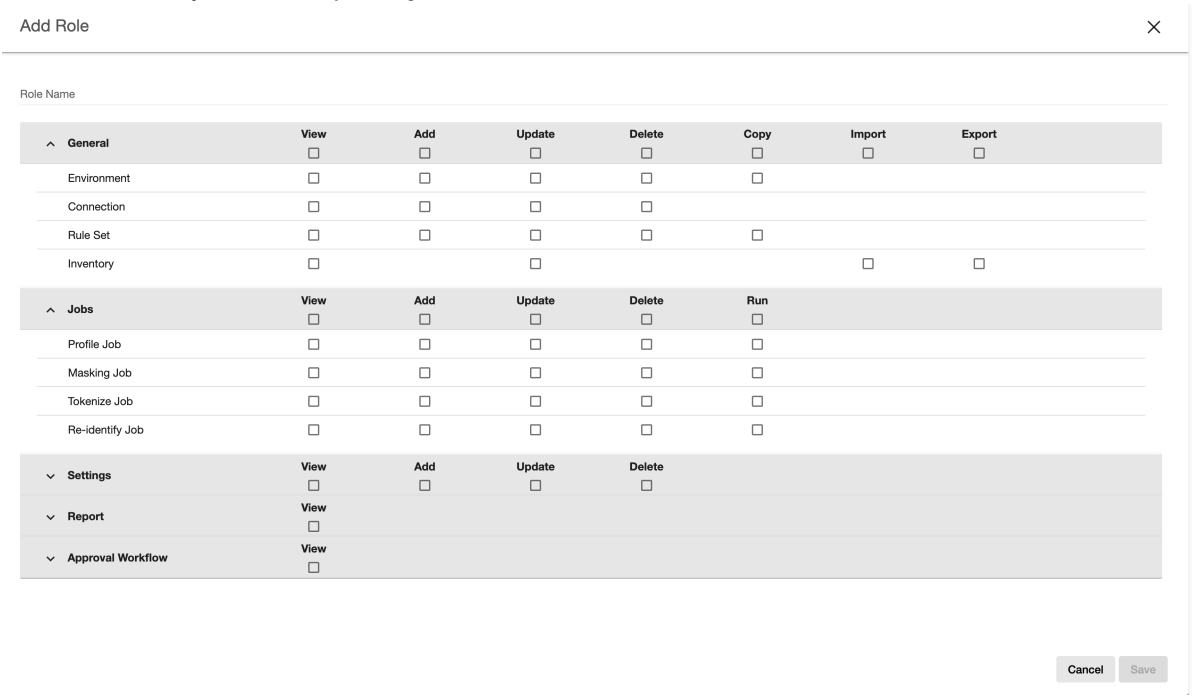 Add Role
Role Name
General View Add Update Delete Copy Import Export
Environment
Connection
Rule Set
Inventory
Jobs View Add Update Delete Run
Profile Job
Masking Job
Tokenize Job
Re-identify Job
Settings View Add Update Delete
Report View
Approval Workflow View
Cancel Save